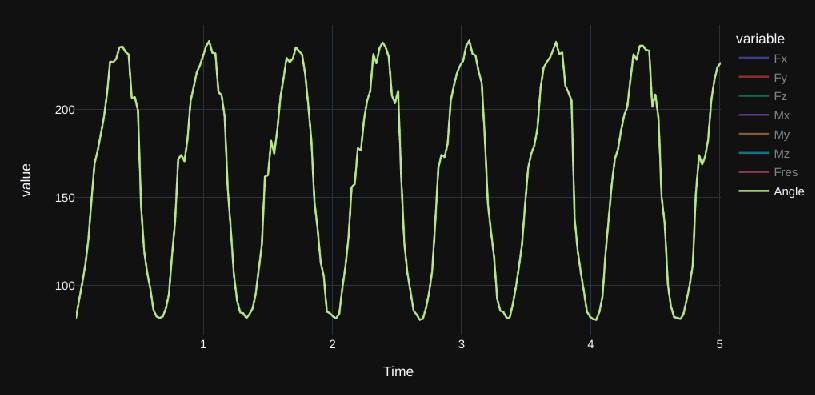 variable
Fx
Fy
Fz
Mx
My
Mz
Fres
Angle
value
200
150
100
1
2
3
4
5
Time